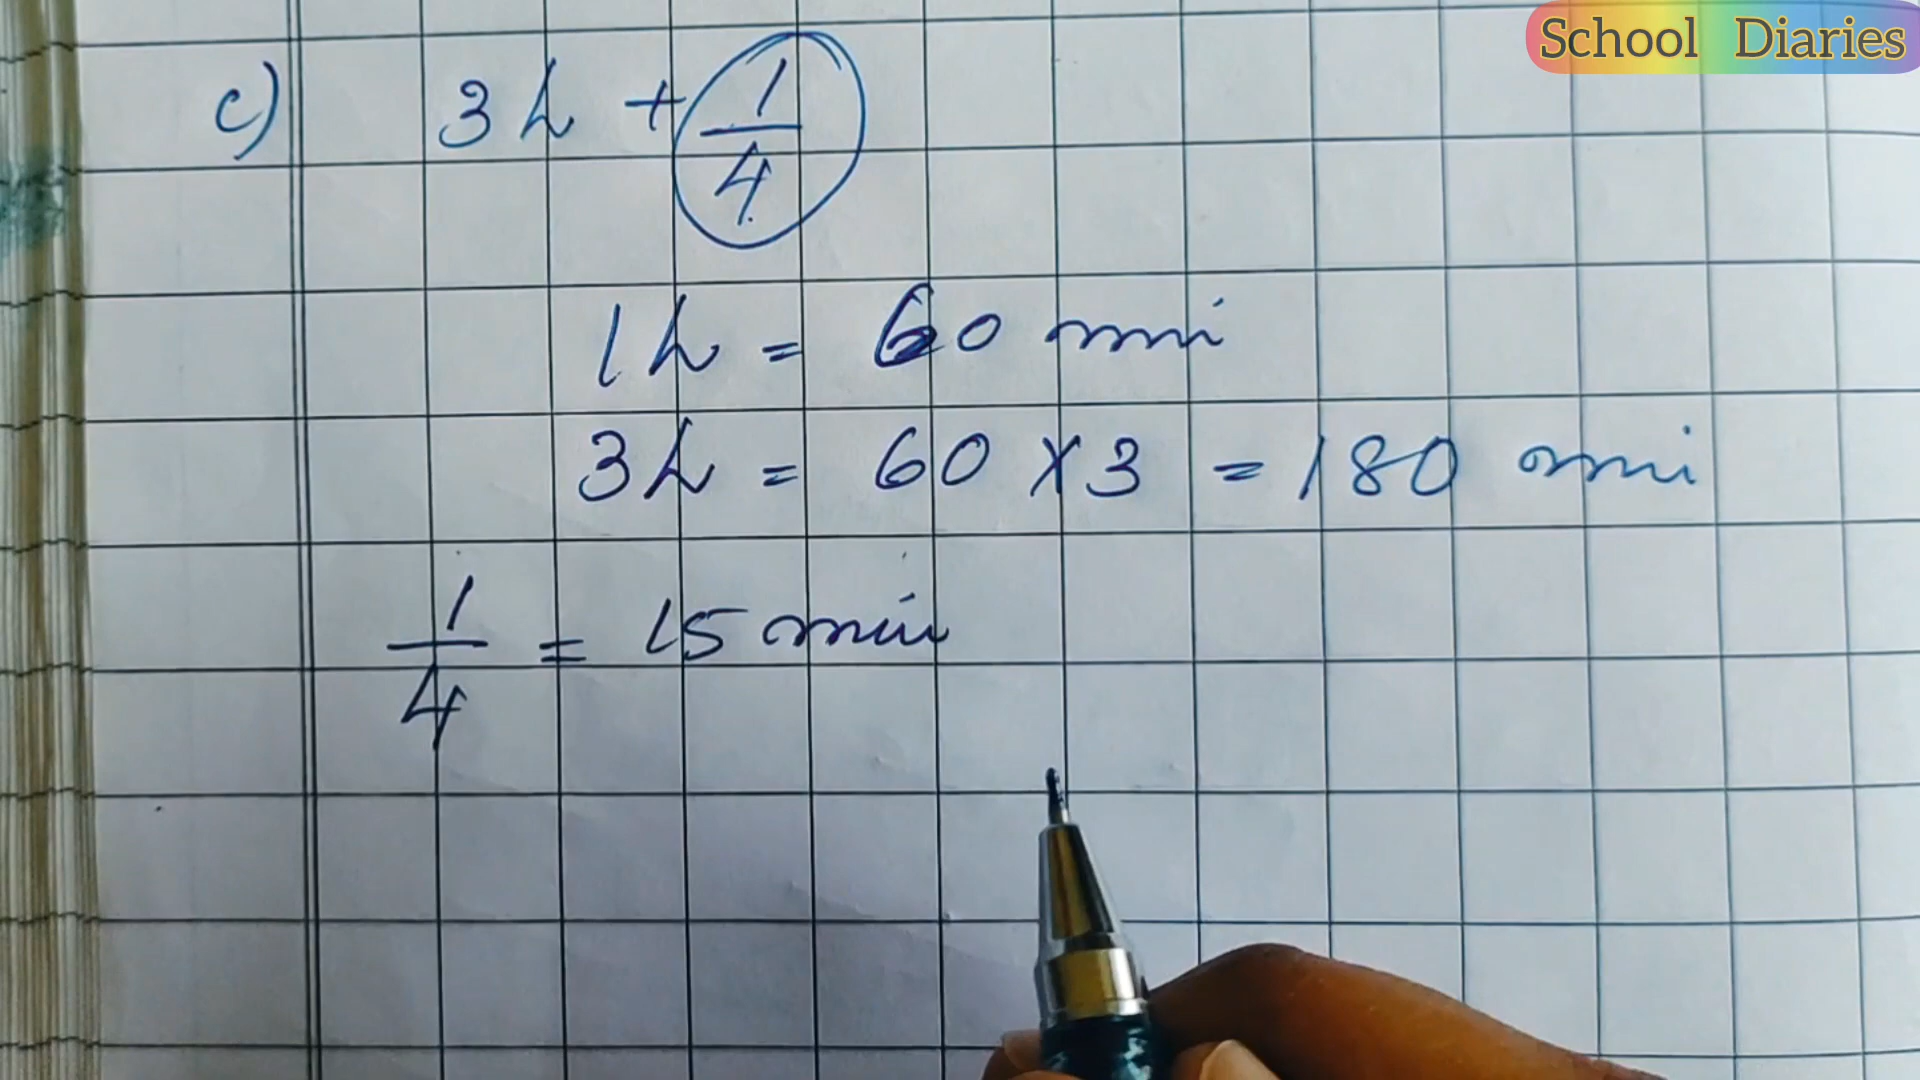 School Diaries
c) 3h + 1/4
1h = 60 min
3h = 60 x 3 = 180 min
1/4 = 15 min